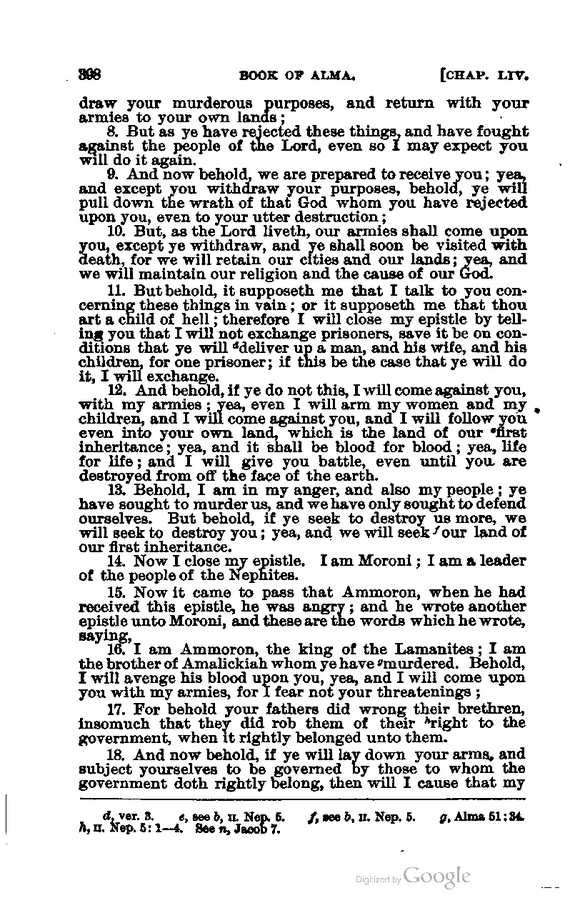 398 BOOK OF ALMA. [CHAP. LIV.
draw your murderous purposes, and return with your
armies to your own lands;
8. But as ye have rejected these things, and have fought
against the people of the Lord, even so I may expect you
will do it again.
9. And now behold, we are prepared to receive you; yea,
and except you withdraw your purposes, behold, ye will
pull down the wrath of that God whom you have rejected
upon you, even to your utter destruction;
10. But, as the Lord liveth, our armies shall come upon
you, except ye withdraw, and ye shall soon be visited with
death, for we will retain our cities and our lands; yea, and
we will maintain our religion and the cause of our God.
11. But behold, it supposeth me that I talk to you con-
cerning these things in vain; or it supposeth me that thou
art a child of hell; therefore I will close my epistle by tell-
ing you that I will not exchange prisoners, save it be on con-
ditions that ye will ᵈdeliver up a man, and his wife, and his
children, for one prisoner; if this be the case that ye will do
it, I will exchange.
12. And behold, if ye do not this, I will come against you,
with my armies; yea, even I will arm my women and my
children, and I will come against you, and I will follow you
even into your own land, which is the land of our ᵉfirst
inheritance; yea, and it shall be blood for blood; yea, life
for life; and I will give you battle, even until you are
destroyed from off the face of the earth.
13. Behold, I am in my anger, and also my people; ye
have sought to murder us, and we have only sought to defend
ourselves. But behold, if ye seek to destroy us more, we
will seek to destroy you; yea, and we will seek ᶠour land of
our first inheritance.
14. Now I close my epistle. I am Moroni; I am a leader
of the people of the Nephites.
15. Now it came to pass that Ammoron, when he had
received this epistle, he was angry; and he wrote another
epistle unto Moroni, and these are the words which he wrote,
saying,
16. I am Ammoron, the king of the Lamanites; I am
the brother of Amalickiah whom ye have ᵍmurdered. Behold,
I will avenge his blood upon you, yea, and I will come upon
you with my armies, for I fear not your threatenings;
17. For behold your fathers did wrong their brethren,
insomuch that they did rob them of their ʰright to the
government, when it rightly belonged unto them.
18. And now behold, if ye will lay down your arms, and
subject yourselves to be governed by those to whom the
government doth rightly belong, then will I cause that my
d, ver. 3. e, see b, II. Nep. 5. f, see b, II. Nep. 5. g, Alma 51:34.
h, II. Nep. 5:1—4. See n, Jacob 7.
Digitized by Google